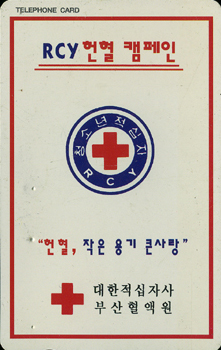 TELEPHONE CARD
RCY 헌혈 캠페인
청소년적십자
RCY
“헌혈, 작은 용기 큰사랑”
대한적십자사
부산혈액원